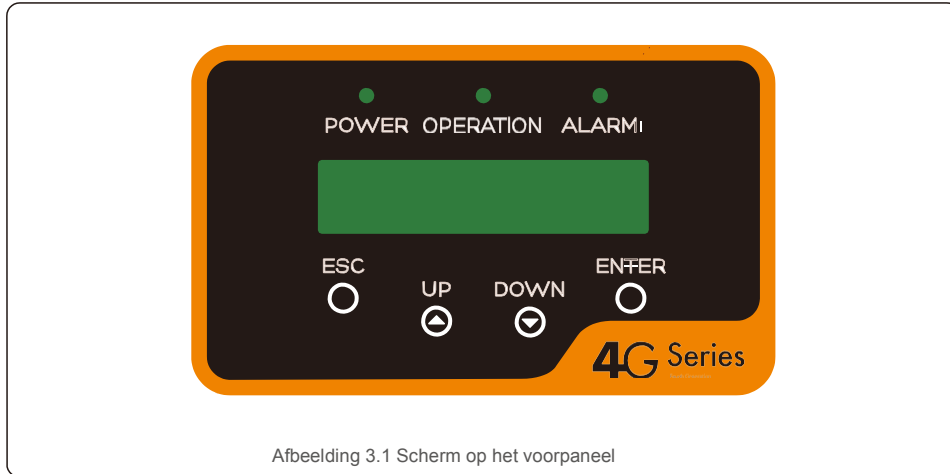 POWER OPERATION ALARM
ESC
UP
DOWN
ENTER
4G Series
Afbeelding 3.1 Scherm op het voorpaneel